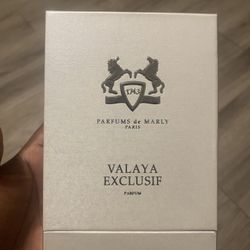 1743
PARFUMS de MARLY
PARIS
VALAYA
EXCLUSIF
PARFUM